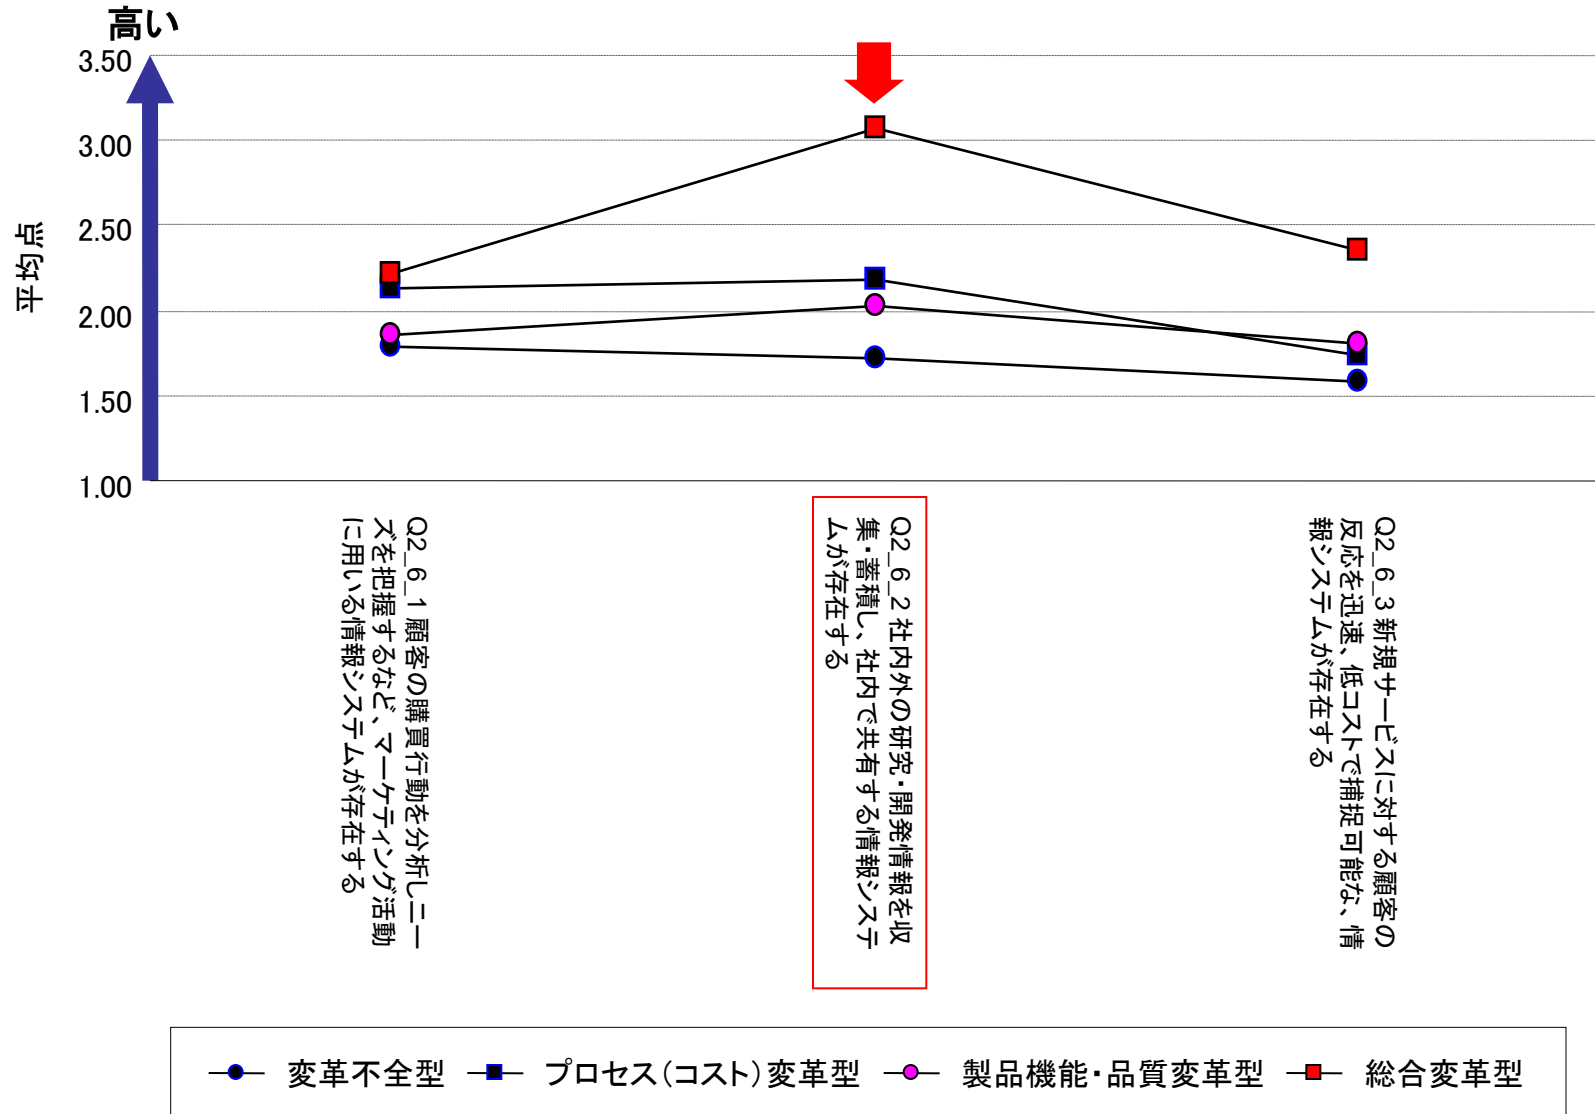 高い
3.50
3.00
2.50
2.00
1.50
1.00
平均点
Q2_6_1 顧客の購買行動を分析しニー
ズを把握するなど、マーケティング活動
に用いる情報システムが存在する
Q2_6_2 社内外の研究・開発情報を収
集・蓄積し、社内で共有する情報システ
ムが存在する
Q2_6_3 新規サービスに対する顧客の
反応を迅速、低コストで捕捉可能な、情
報システムが存在する
変革不全型 プロセス(コスト)変革型 製品機能・品質変革型 総合変革型